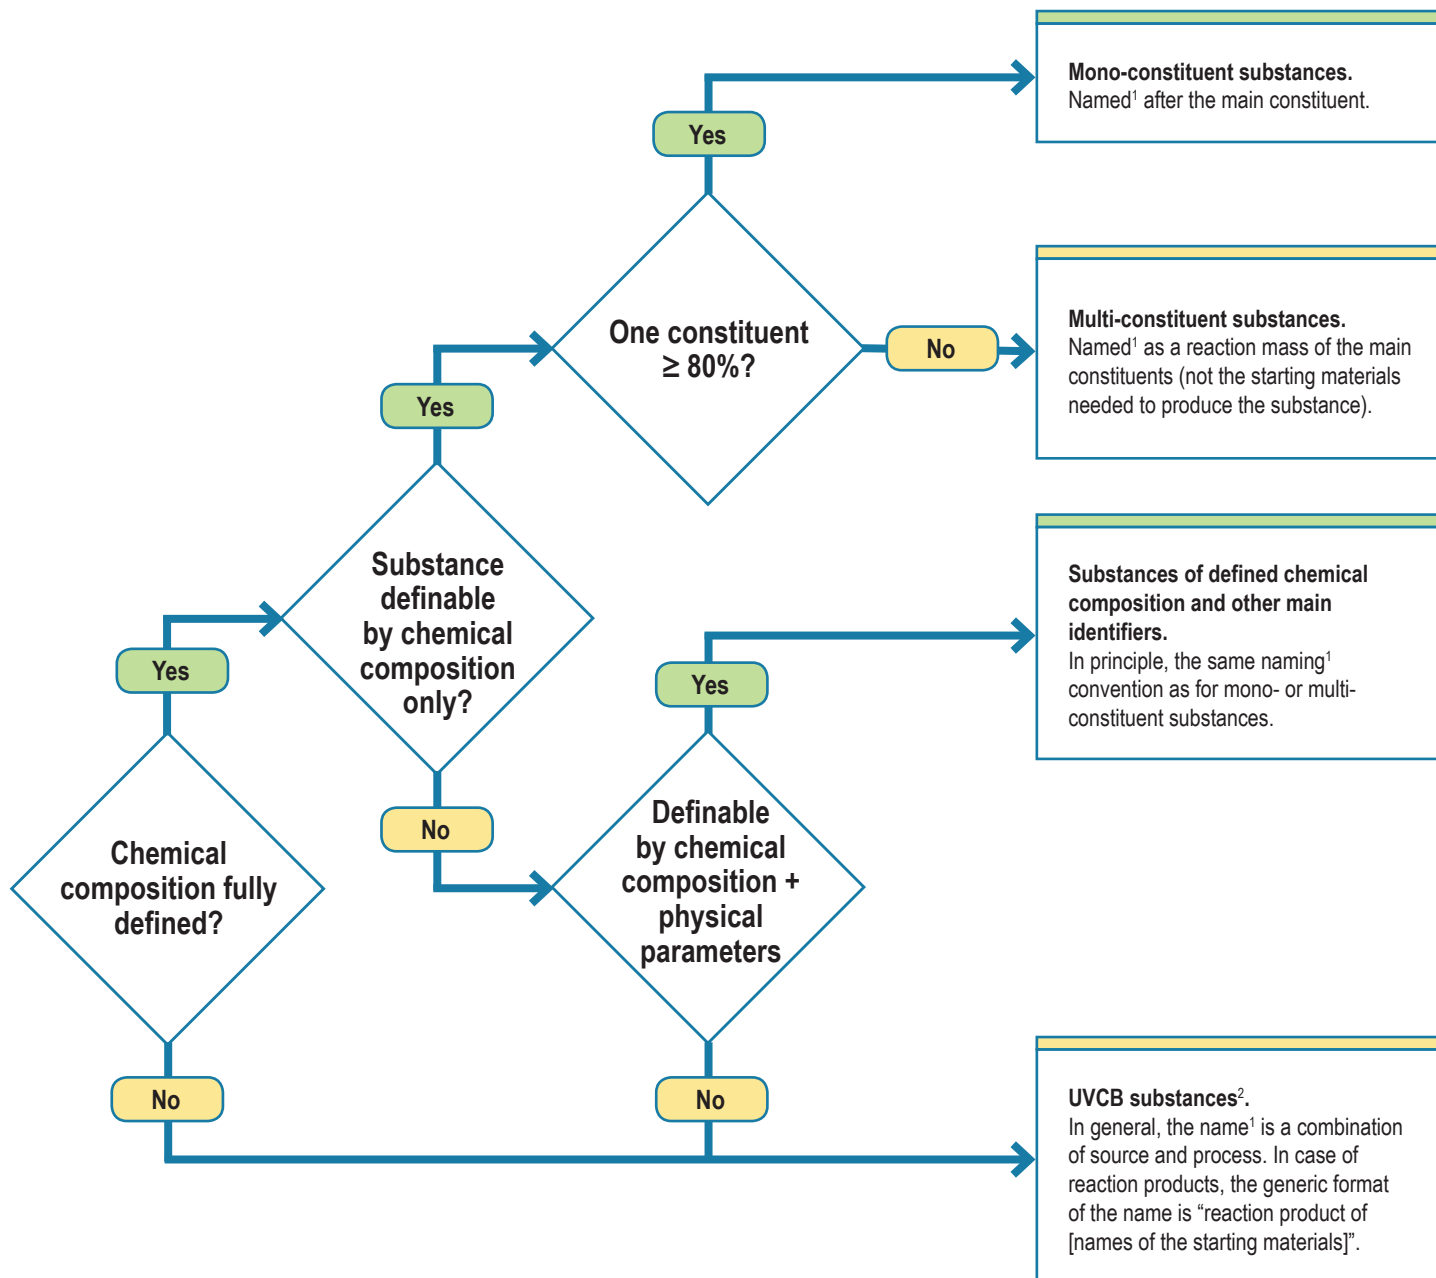 Mono-constituent substances.
Named¹ after the main constituent.
Yes
One constituent
≥ 80%?
No
Multi-constituent substances.
Named¹ as a reaction mass of the main
constituents (not the starting materials
needed to produce the substance).
Yes
Substance
definable
by chemical
composition
only?
Substances of defined chemical
composition and other main
identifiers.
In principle, the same naming¹
convention as for mono- or multi-
constituent substances.
Yes
Yes
No
Definable
by chemical
composition +
physical
parameters
Chemical
composition fully
defined?
No
No
UVCB substances².
In general, the name¹ is a combination
of source and process. In case of
reaction products, the generic format
of the name is “reaction product of
[names of the starting materials]”.